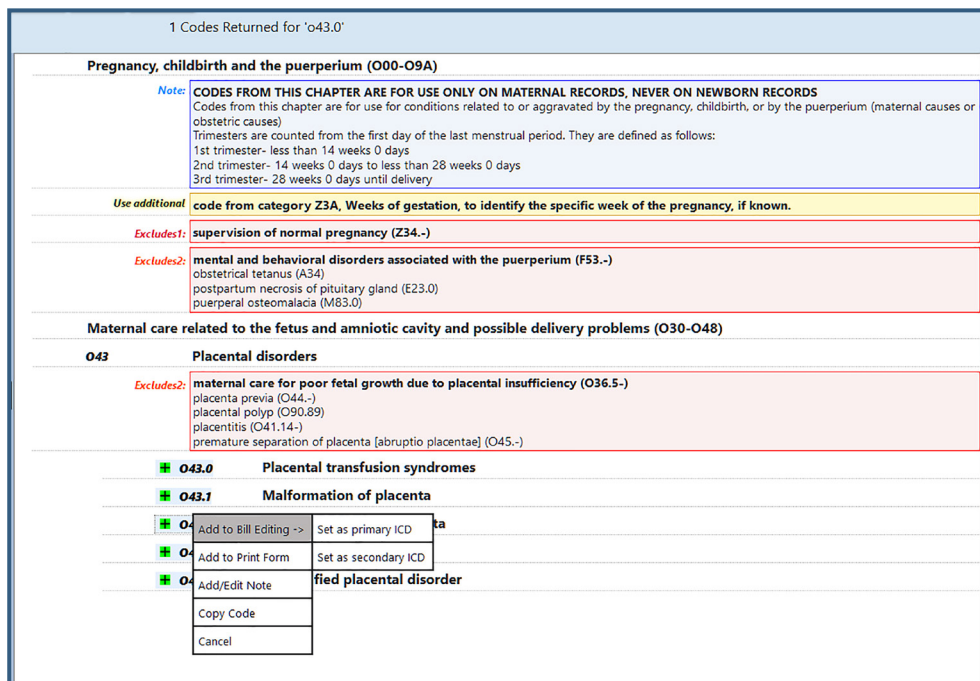 1 Codes Returned for 'o43.0'
Pregnancy, childbirth and the puerperium (O00-O9A)
Note: CODES FROM THIS CHAPTER ARE FOR USE ONLY ON MATERNAL RECORDS, NEVER ON NEWBORN RECORDS
Codes from this chapter are for use for conditions related to or aggravated by the pregnancy, childbirth, or by the puerperium (maternal causes or
obstetric causes)
Trimesters are counted from the first day of the last menstrual period. They are defined as follows:
1st trimester- less than 14 weeks 0 days
2nd trimester- 14 weeks 0 days to less than 28 weeks 0 days
3rd trimester- 28 weeks 0 days until delivery
Use additional code from category Z3A, Weeks of gestation, to identify the specific week of the pregnancy, if known.
Excludes1: supervision of normal pregnancy (Z34.-)
Excludes2: mental and behavioral disorders associated with the puerperium (F53.-)
obstetrical tetanus (A34)
postpartum necrosis of pituitary gland (E23.0)
puerperal osteomalacia (M83.0)
Maternal care related to the fetus and amniotic cavity and possible delivery problems (O30-O48)
O43 Placental disorders
Excludes2: maternal care for poor fetal growth due to placental insufficiency (O36.5-)
placenta previa (O44.-)
placental polyp (O90.89)
placentitis (O41.14-)
premature separation of placenta [abruptio placentae] (O45.-)
O43.0 Placental transfusion syndromes
O43.1 Malformation of placenta
Add to Bill Editing -> Set as primary ICD
Add to Print Form Set as secondary ICD
Add/Edit Note placental disorder
Copy Code
Cancel